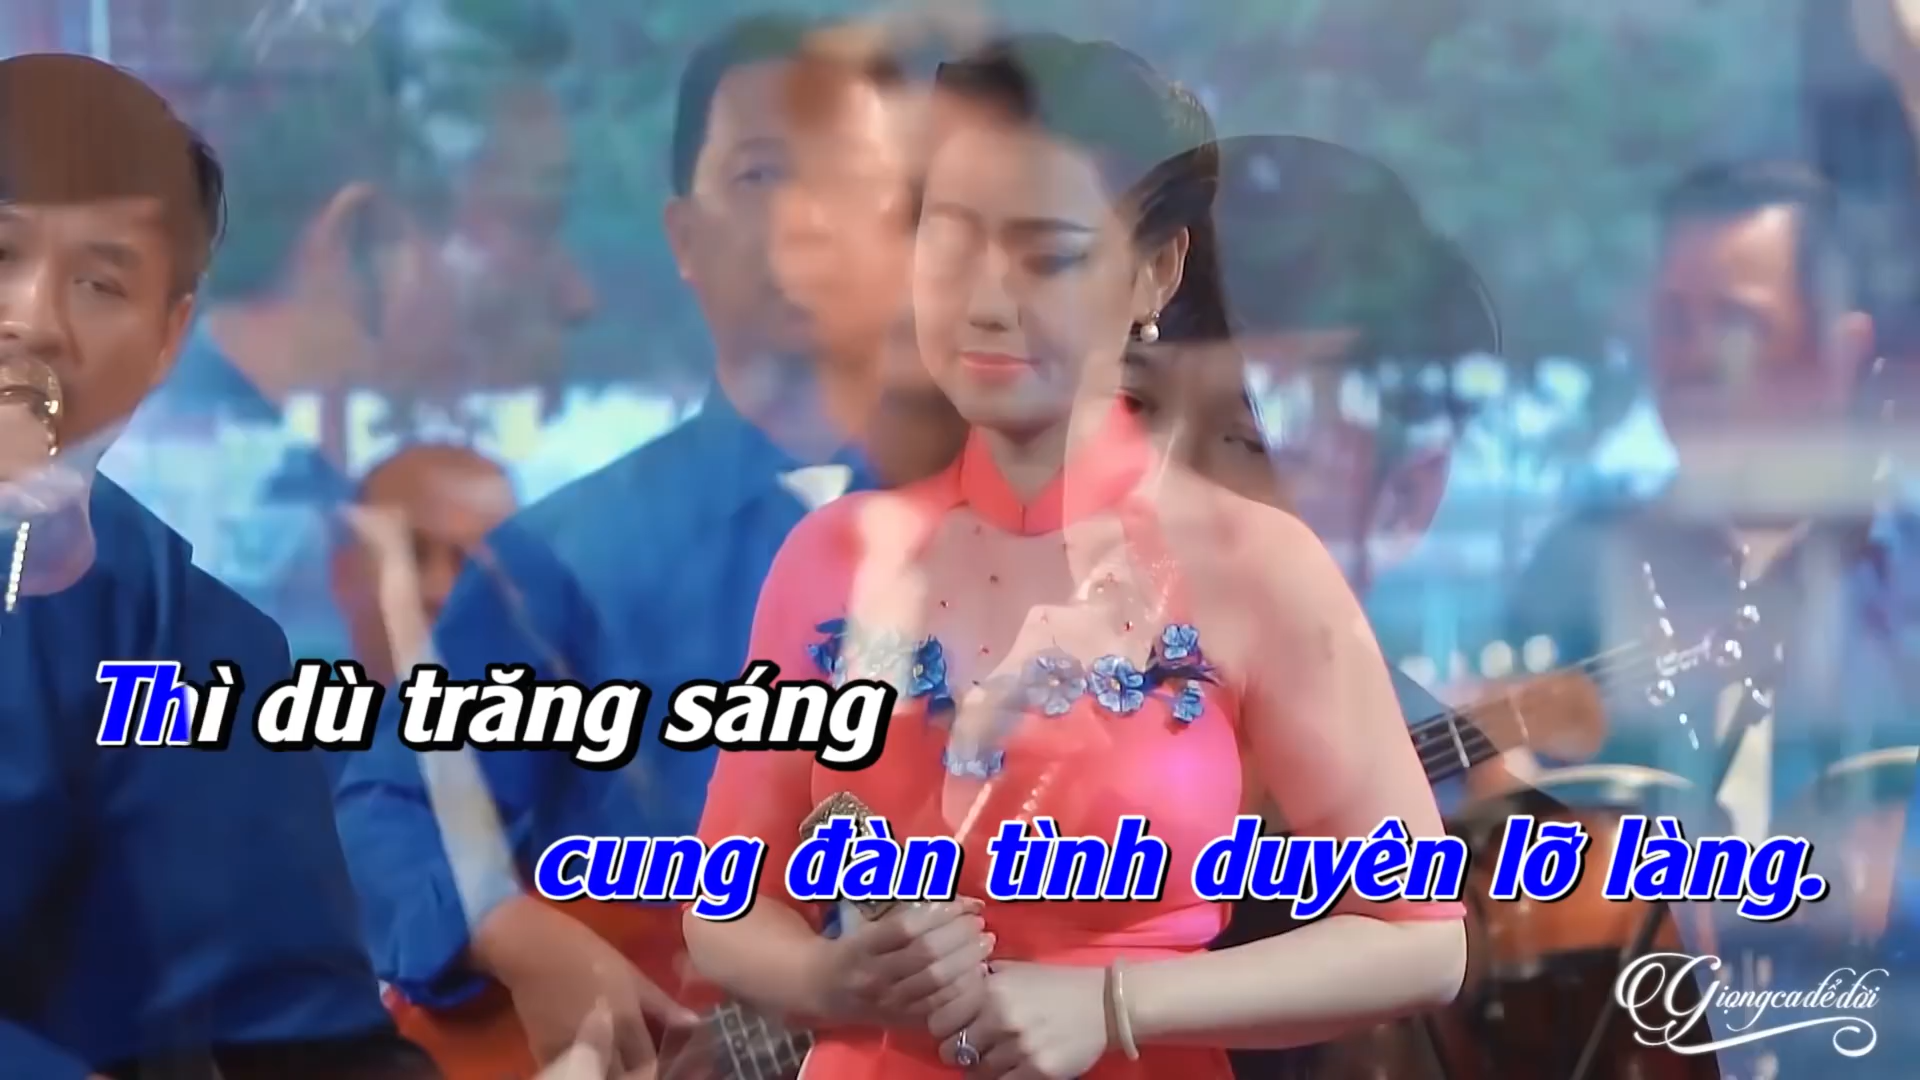 Thì dù trăng sáng
cung đàn tình duyên lỡ làng.
Giọngcađểđời